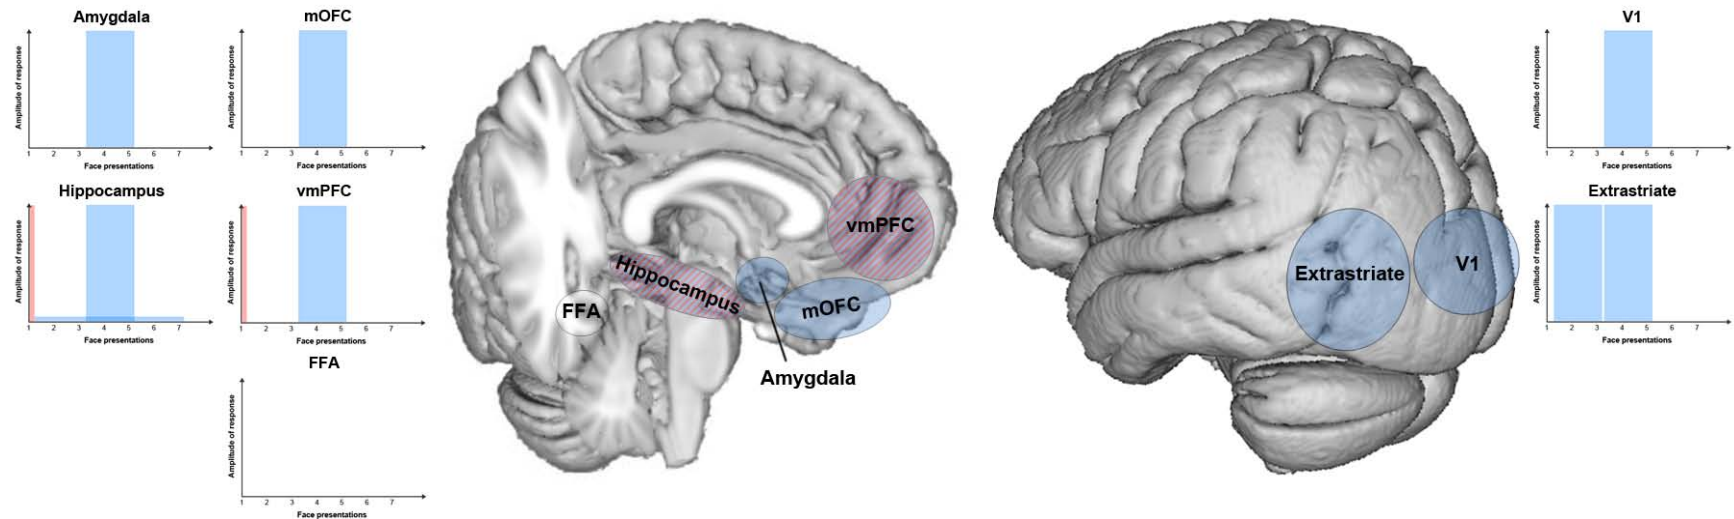 Amygdala
Amplitude of response
1 2 3 4 5 6 7
Face presentations
mOFC
Amplitude of response
1 2 3 4 5 6 7
Face presentations
Hippocampus
Amplitude of response
1 2 3 4 5 6 7
Face presentations
vmPFC
Amplitude of response
1 2 3 4 5 6 7
Face presentations
FFA
Amplitude of response
1 2 3 4 5 6 7
Face presentations
vmPFC
Hippocampus
mOFC
FFA
Amygdala
Extrastriate
V1
V1
Amplitude of response
1 2 3 4 5 6 7
Face presentations
Extrastriate
Amplitude of response
1 2 3 4 5 6 7
Face presentations